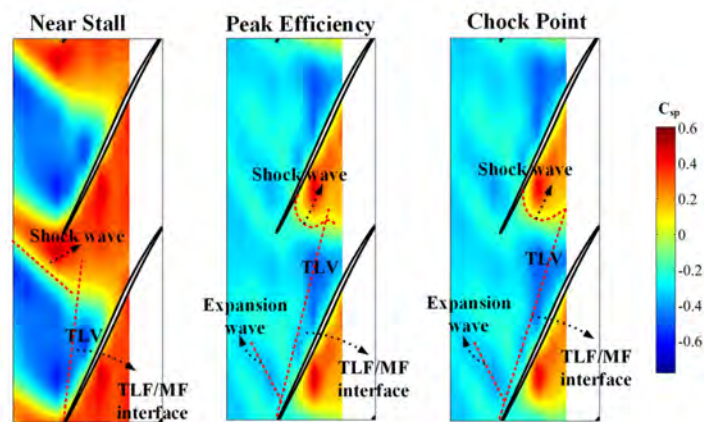 Near Stall
Peak Efficiency
Chock Point
C_sp
0.6
0.4
0.2
0
-0.2
-0.4
-0.6
Shock wave
TLV
TLF/MF
interface
Shock wave
TLV
Expansion
wave
TLF/MF
interface
Shock wave
TLV
Expansion
wave
TLF/MF
interface